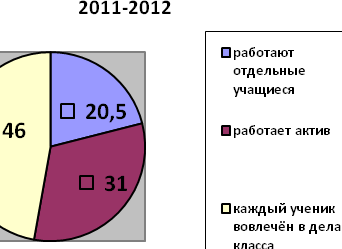 2011-2012
20,5
46
31
работают
отдельные
учащиеся
работает актив
каждый ученик
вовлечён в дела
класса